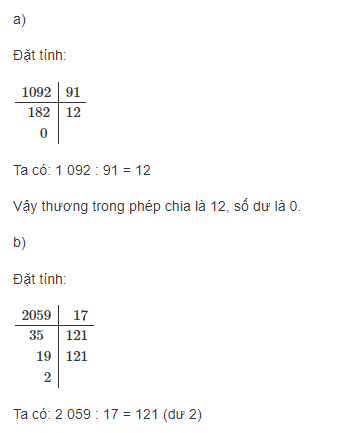 a)
Đặt tính:
1092 91
182 12
0
Ta có: 1 092 : 91 = 12
Vậy thương trong phép chia là 12, số dư là 0.
b)
Đặt tính:
2059 17
35 121
19 121
2
Ta có: 2 059 : 17 = 121 (dư 2)